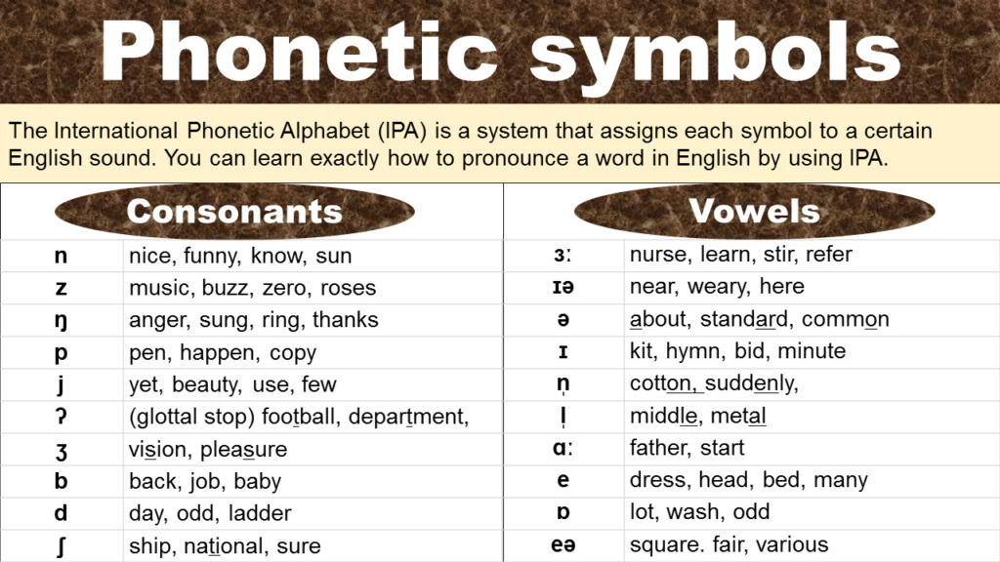 Phonetic symbols
The International Phonetic Alphabet (IPA) is a system that assigns each symbol to a certain
English sound. You can learn exactly how to pronounce a word in English by using IPA.
Consonants
n nice, funny, know, sun
z music, buzz, zero, roses
ŋ anger, sung, ring, thanks
p pen, happen, copy
j yet, beauty, use, few
ʔ (glottal stop) football, department,
ʒ vision, pleasure
b back, job, baby
d day, odd, ladder
ʃ ship, national, sure
Vowels
ɜː nurse, learn, stir, refer
ɪə near, weary, here
ə about, standard, common
ɪ kit, hymn, bid, minute
n̩ cotton, suddenly,
l̩ middle, metal
ɑː father, start
e dress, head, bed, many
ɒ lot, wash, odd
eə square. fair, various